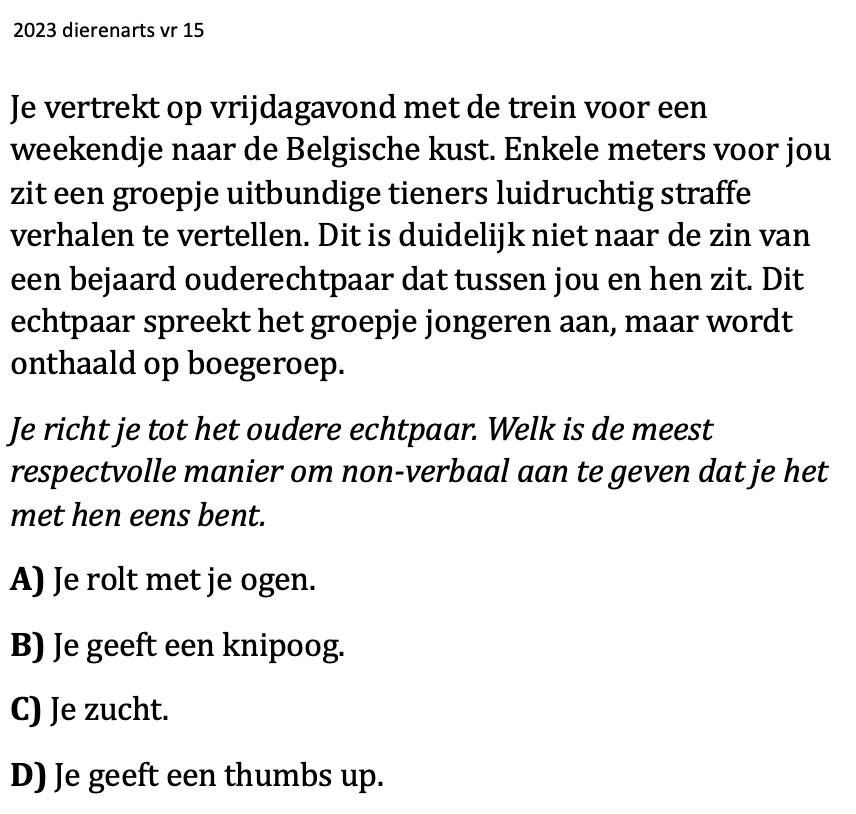 2023 dierenarts vr 15
Je vertrekt op vrijdagavond met de trein voor een
weekendje naar de Belgische kust. Enkele meters voor jou
zit een groepje uitbundige tieners luidruchtig straffe
verhalen te vertellen. Dit is duidelijk niet naar de zin van
een bejaard ouderechtpaar dat tussen jou en hen zit. Dit
echtpaar spreekt het groepje jongeren aan, maar wordt
onthaald op boegeroep.
Je richt je tot het oudere echtpaar. Welk is de meest
respectvolle manier om non-verbaal aan te geven dat je het
met hen eens bent.
A) Je rolt met je ogen.
B) Je geeft een knipoog.
C) Je zucht.
D) Je geeft een thumbs up.